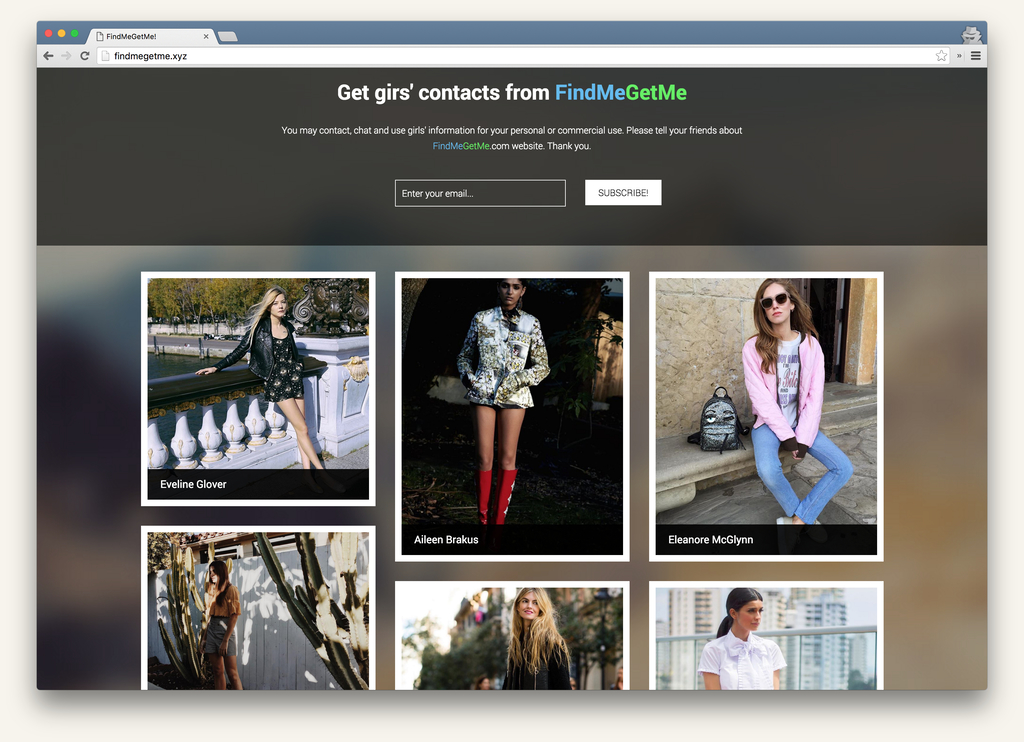 FindMeGetMe!
findmegetme.xyz
Get girs' contacts from FindMeGetMe
You may contact, chat and use girls' information for your personal or commercial use. Please tell your friends about
FindMeGetMe.com website. Thank you.
Enter your email...
SUBSCRIBE!
Eveline Glover
Aileen Brakus
Eleanore McGlynn